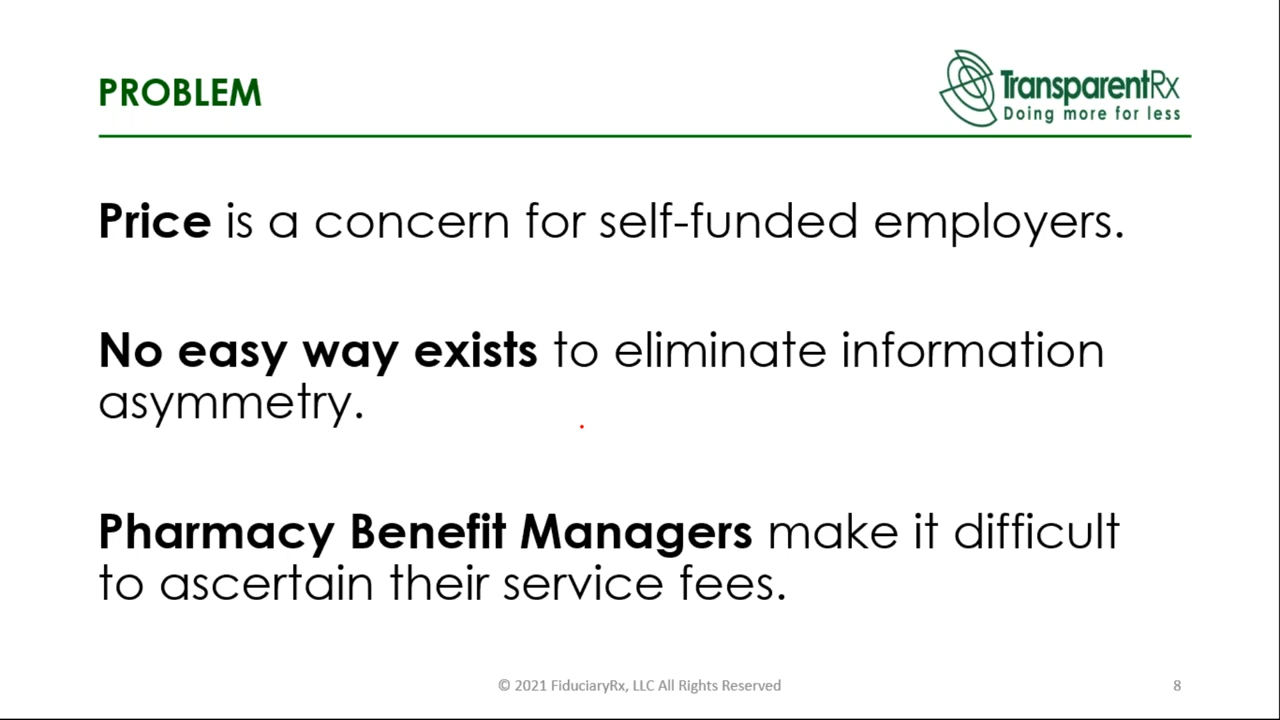 PROBLEM
TransparentRx
Doing more for less
Price is a concern for self-funded employers.
No easy way exists to eliminate information
asymmetry.
Pharmacy Benefit Managers make it difficult
to ascertain their service fees.
© 2021 FiduciaryRx, LLC All Rights Reserved
8